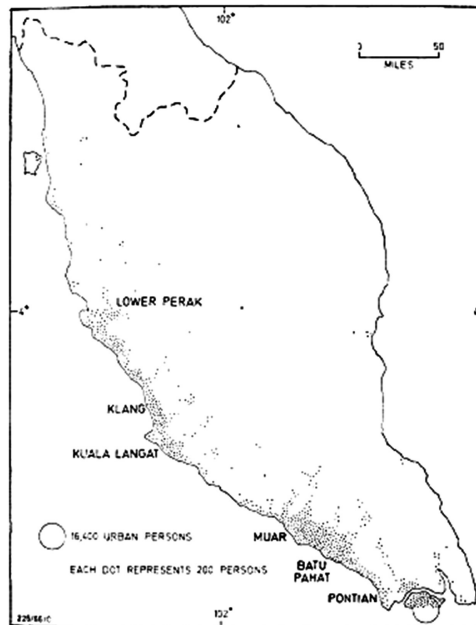 102°
0 50
MILES
LOWER PERAK
4°
KLANG
KUALA LANGAT
16,400 URBAN PERSONS
MUAR
EACH DOT REPRESENTS 200 PERSONS
BATU
PAHAT
PONTIAN
102°